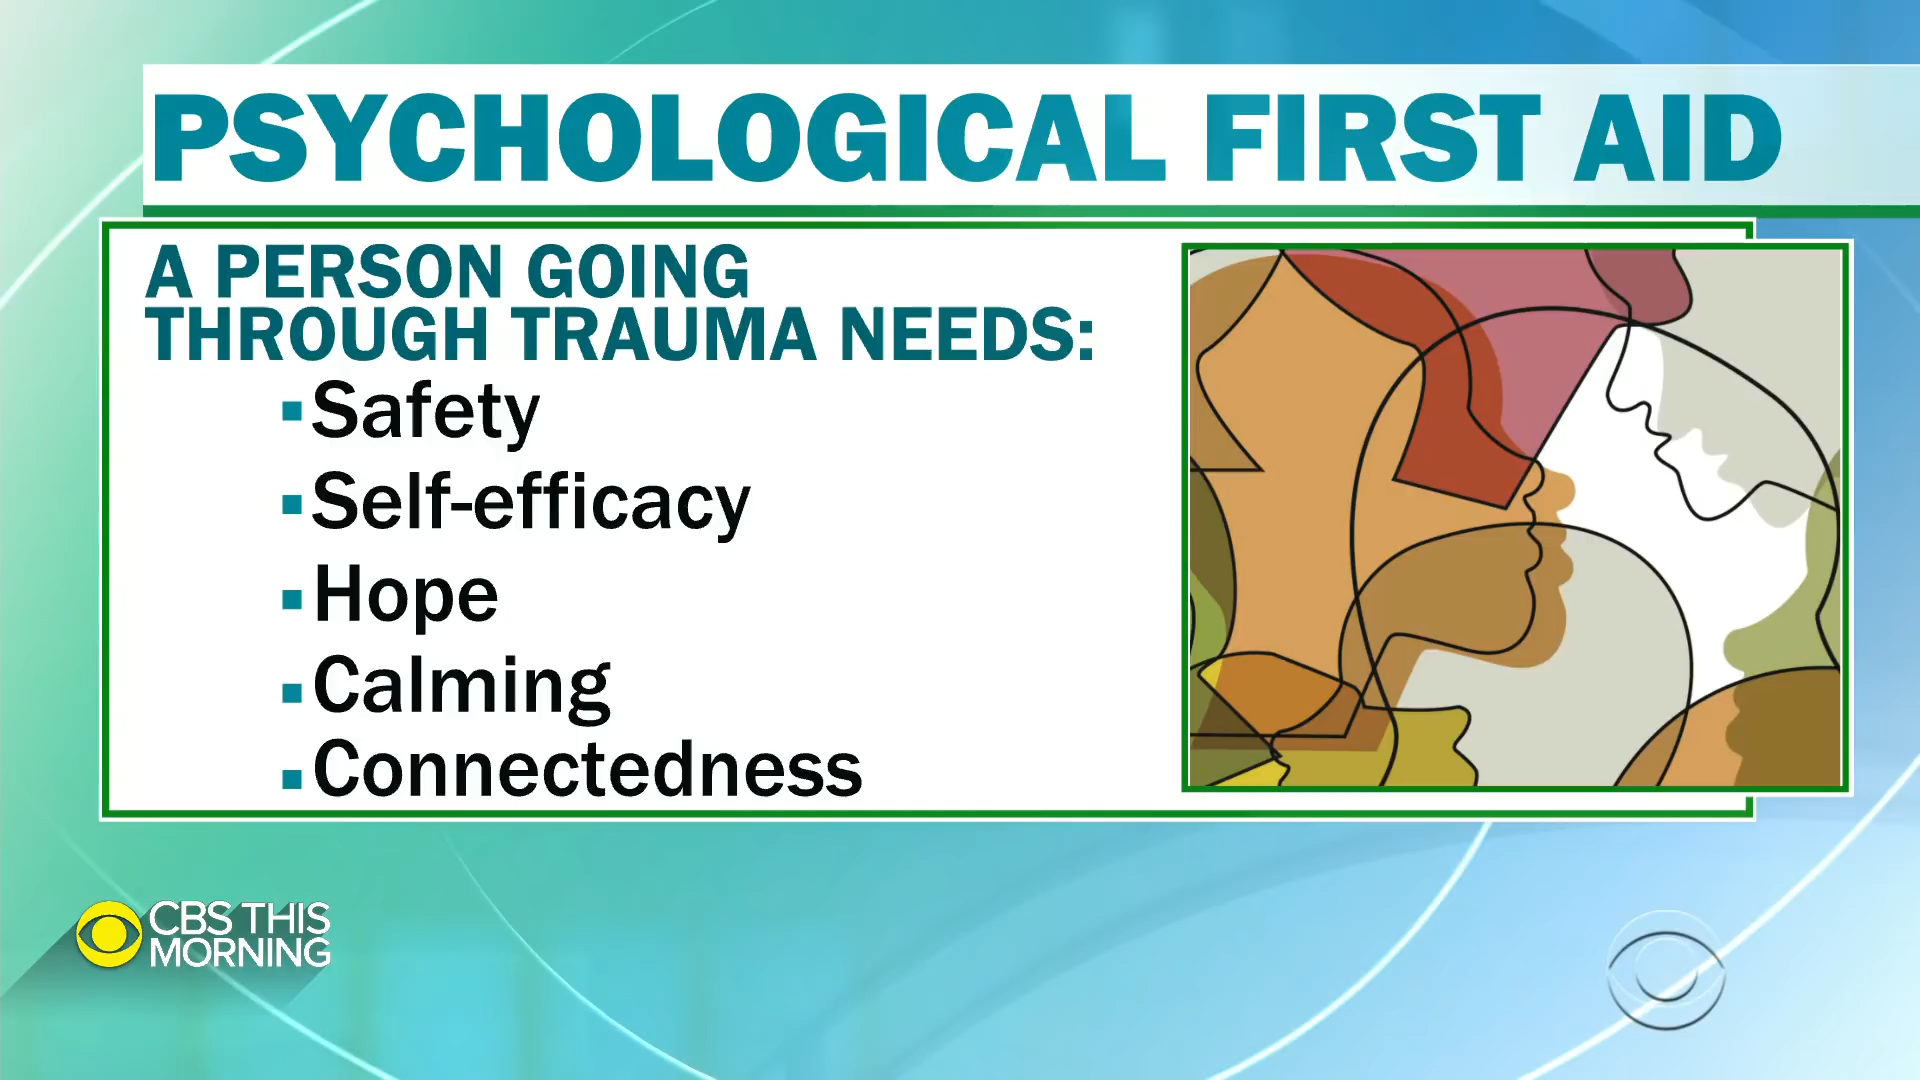 PSYCHOLOGICAL FIRST AID
A PERSON GOING
THROUGH TRAUMA NEEDS:
▪Safety
▪Self-efficacy
▪Hope
▪Calming
▪Connectedness
CBS THIS
MORNING